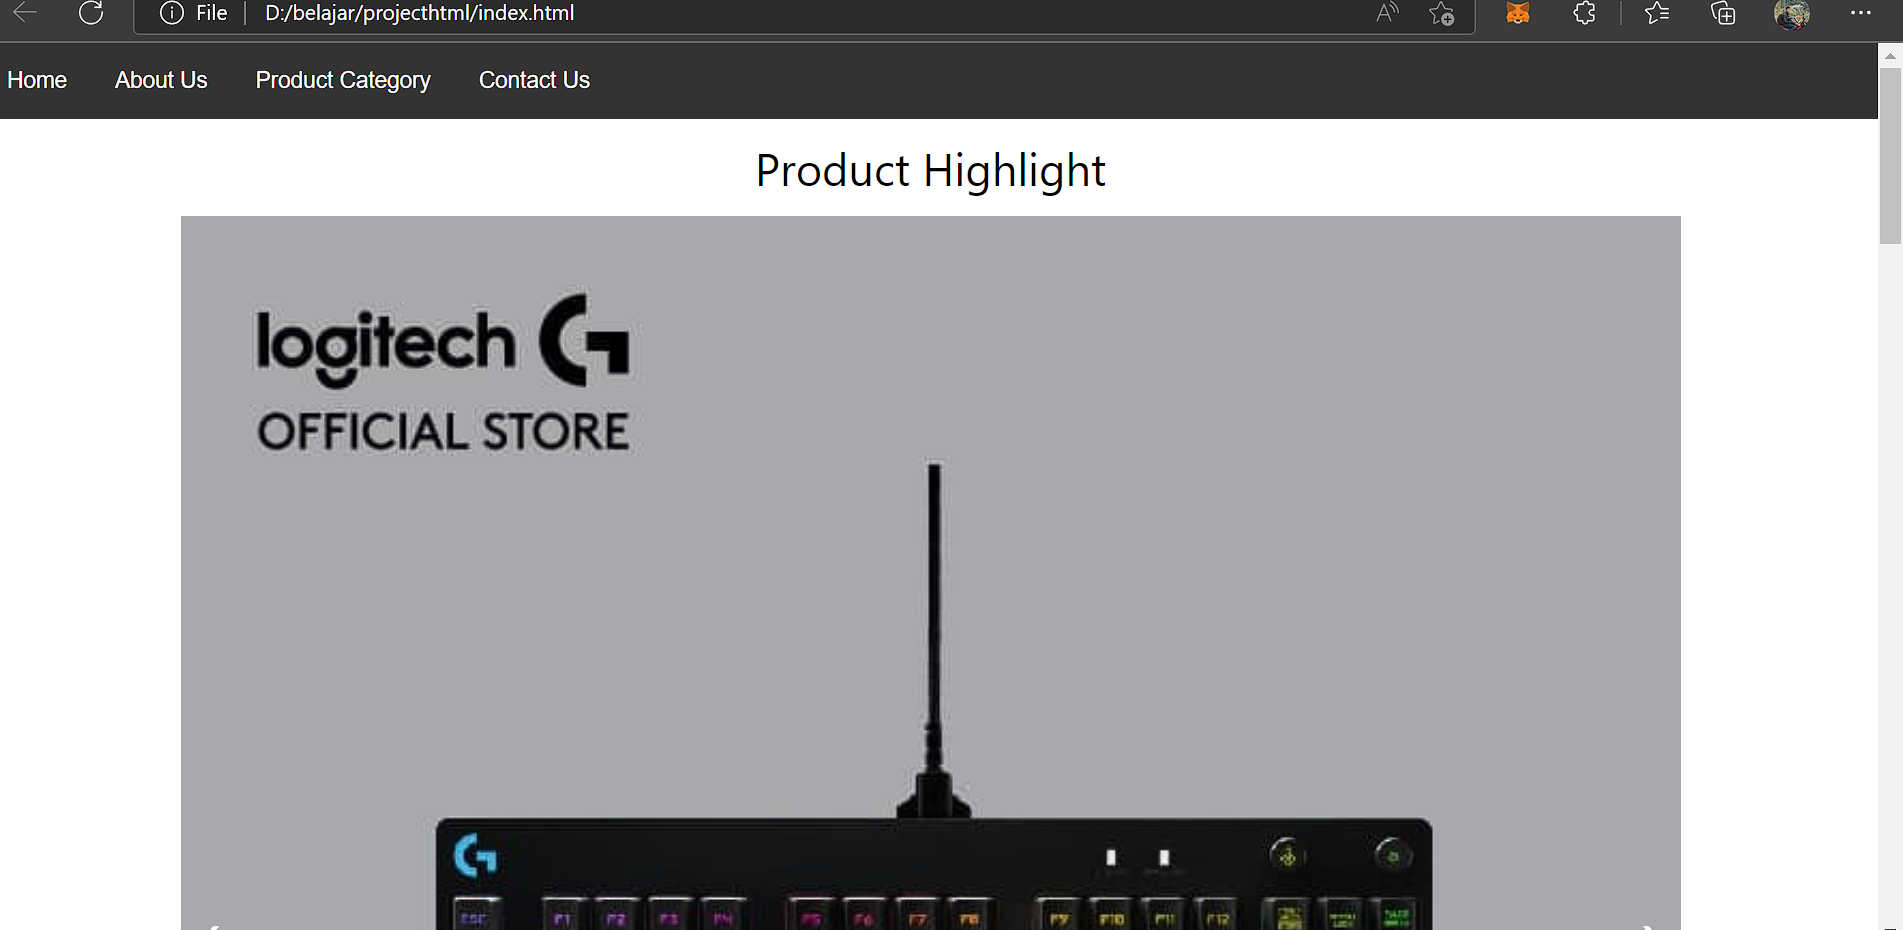 File D:/belajar/projecthtml/index.html
Home About Us Product Category Contact Us
Product Highlight
logitech G
OFFICIAL STORE
G
ESC F1 F2 F3 F4 F5 F6 F7 F8 F9 F10 F11 F12